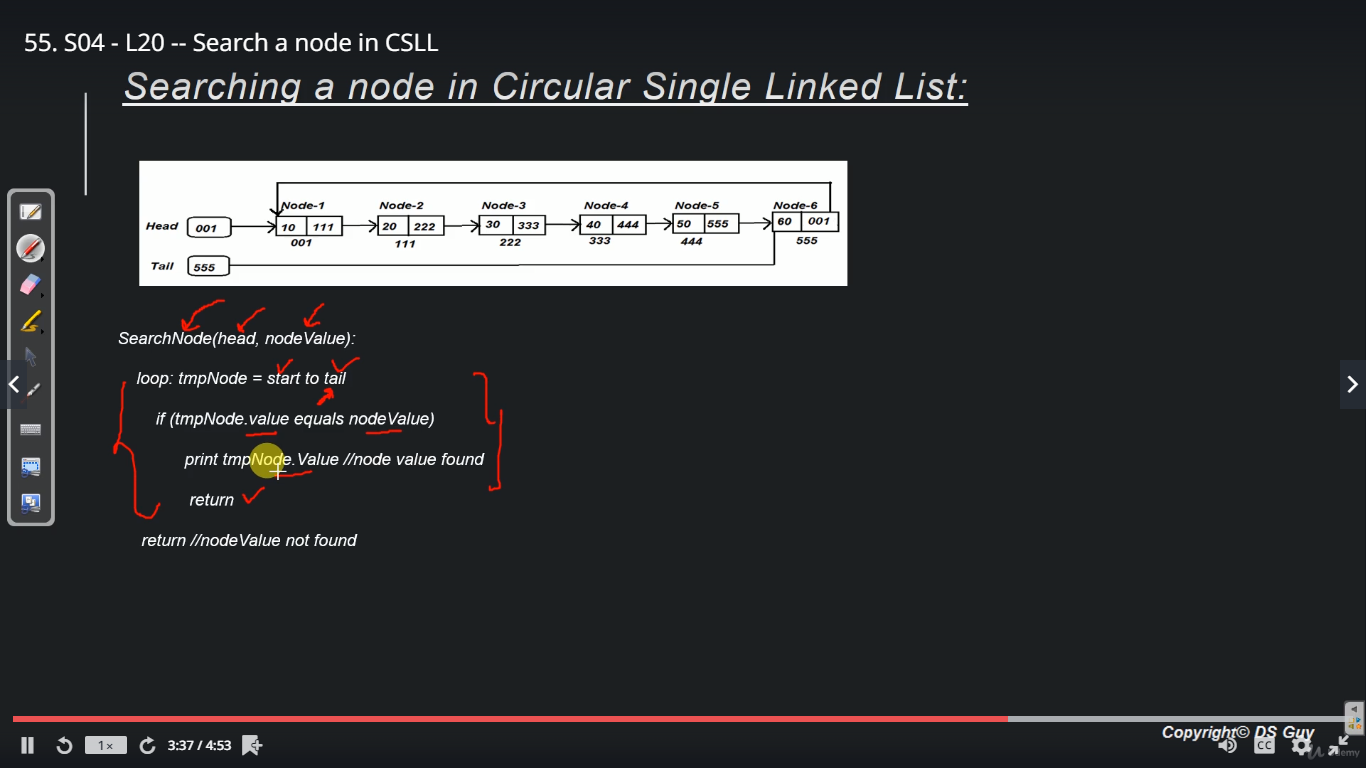 55. S04 - L20 -- Search a node in CSLL
Searching a node in Circular Single Linked List:
Node-1 Node-2 Node-3 Node-4 Node-5 Node-6
Head 001 10 111 20 222 30 333 40 444 50 555 60 001
001 111 222 333 444 555
Tail 555
SearchNode(head, nodeValue):
loop: tmpNode = start to tail
if (tmpNode.value equals nodeValue)
print tmpNode.Value //node value found
return
return //nodeValue not found
Copyright© DS Guy
1x 3:37 / 4:53 CC